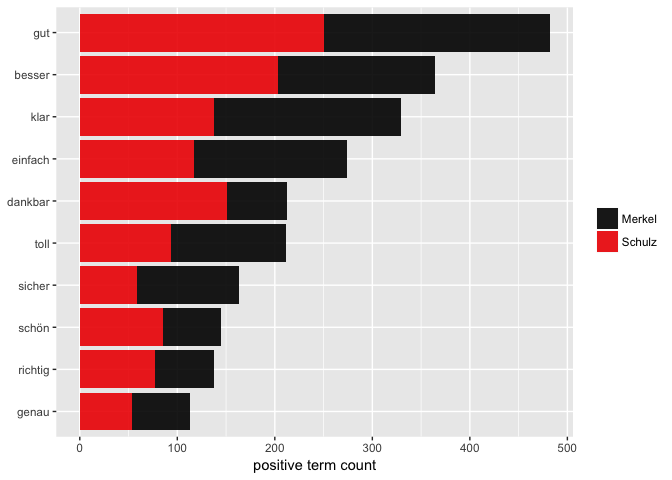 gut
besser
klar
einfach
dankbar
toll
sicher
schön
richtig
genau
0 100 200 300 400 500
positive term count
Merkel
Schulz